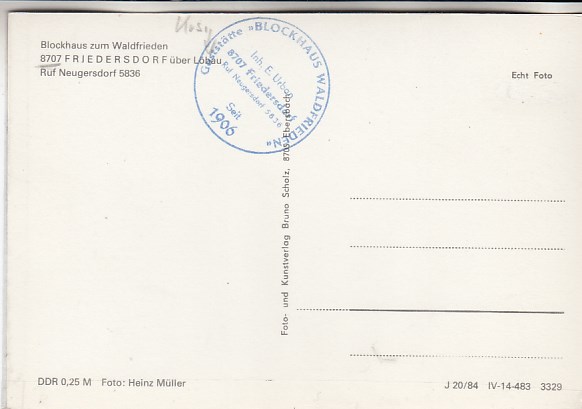 Blockhaus zum Waldfrieden
8707 FRIEDERSDORF über Löbau
Ruf Neugersdorf 5836
Gaststätte »BLOCKHAUS WALDFRIEDEN«
Inh. E. Urban
8707 Friedersdorf
Ruf Neugersdorf 5836
Seit
1906
Echt Foto
Foto- und Kunstverlag Bruno Scholz, 8705 Ebersbach
DDR 0,25 M Foto: Heinz Müller
J 20/84 IV-14-483 3329